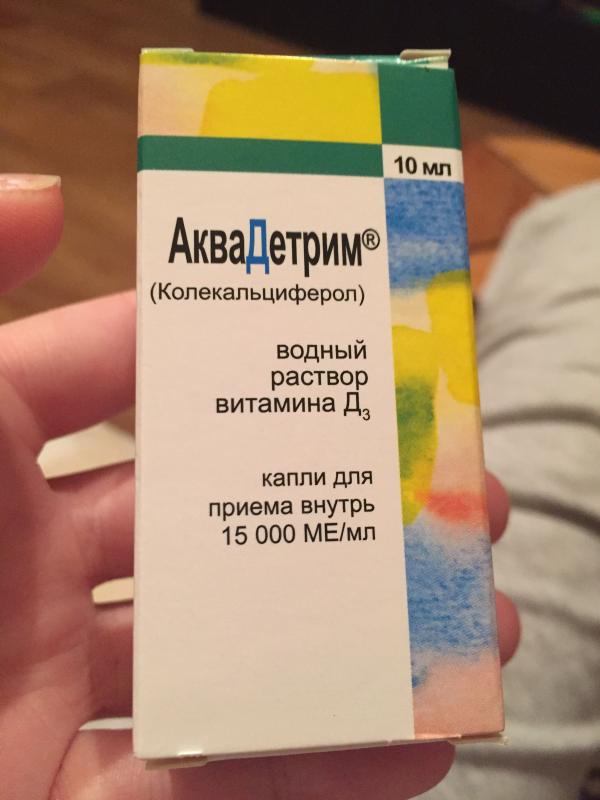 10 мл
АкваДетрим®
(Колекальциферол)
водный
раствор
витамина Д₃
капли для
приема внутрь
15 000 МЕ/мл